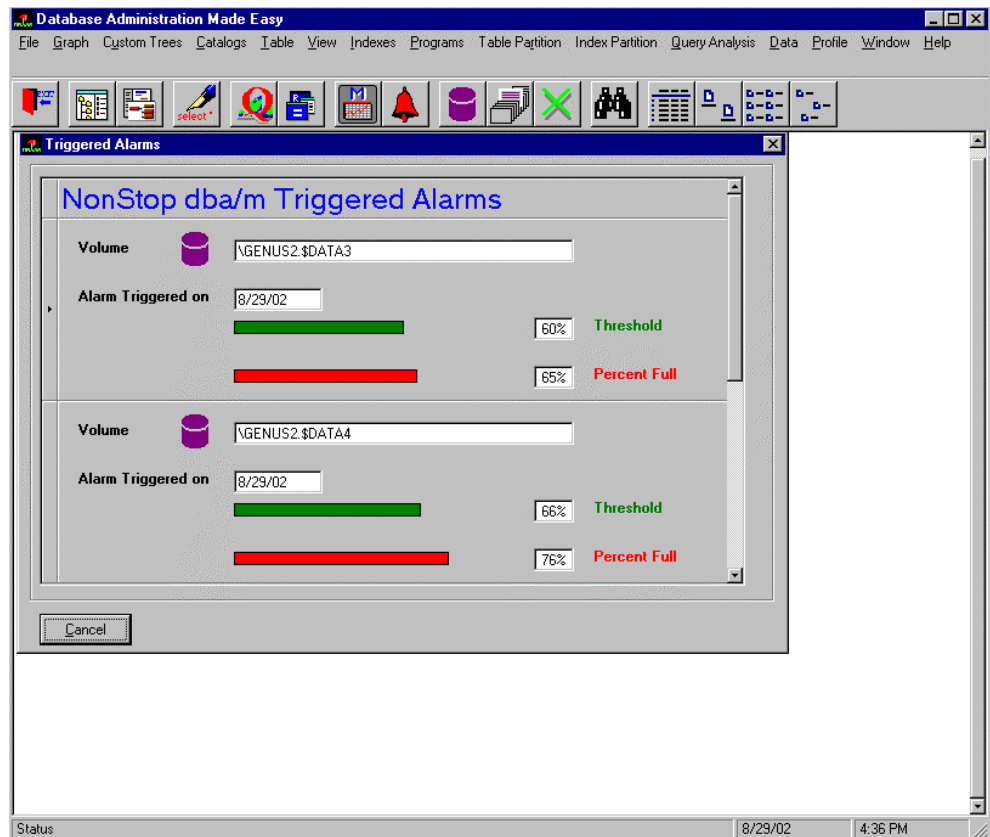 Database Administration Made Easy
File Graph Custom Trees Catalogs Table View Indexes Programs Table Partition Index Partition Query Analysis Data Profile Window Help
EXIT
select *
Q
M
Triggered Alarms
NonStop dba/m Triggered Alarms
Volume \GENUS2.$DATA3
Alarm Triggered on 8/29/02
60% Threshold
65% Percent Full
Volume \GENUS2.$DATA4
Alarm Triggered on 8/29/02
66% Threshold
76% Percent Full
Cancel
Status 8/29/02 4:36 PM